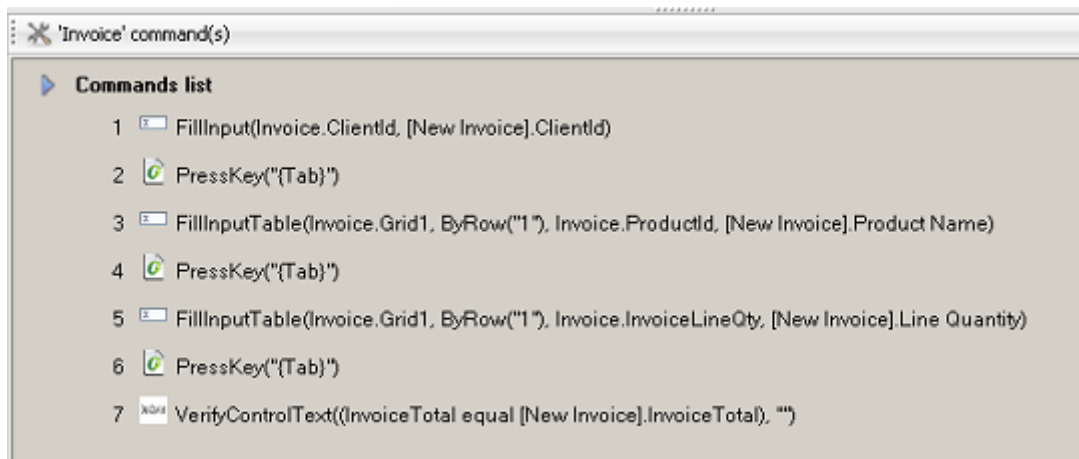 'Invoice' command(s)
Commands list
1 FillInput(Invoice.ClientId, [New Invoice].ClientId)
2 PressKey("{Tab}")
3 FillInputTable(Invoice.Grid1, ByRow("1"), Invoice.ProductId, [New Invoice].Product Name)
4 PressKey("{Tab}")
5 FillInputTable(Invoice.Grid1, ByRow("1"), Invoice.InvoiceLineQty, [New Invoice].Line Quantity)
6 PressKey("{Tab}")
7 VerifyControlText((InvoiceTotal equal [New Invoice].InvoiceTotal), "")